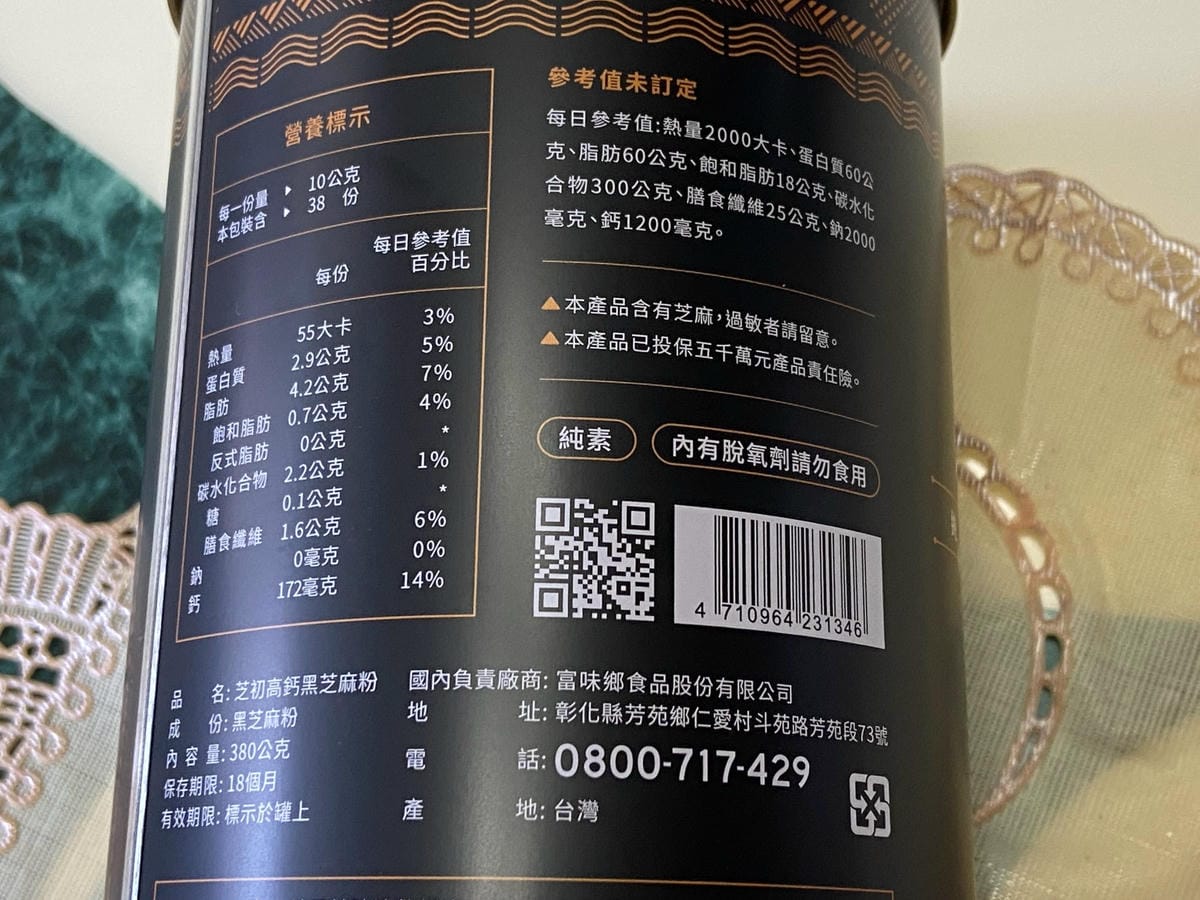 營養標示
每一份量 ▶ 10公克
本包裝含 ▶ 38 份
每份 每日參考值百分比
熱量 55大卡 3%
蛋白質 2.9公克 5%
脂肪 4.2公克 7%
飽和脂肪 0.7公克 4%
反式脂肪 0公克 *
碳水化合物 2.2公克 1%
糖 0.1公克 *
膳食纖維 1.6公克 6%
鈉 0毫克 0%
鈣 172毫克 14%
參考值未訂定
每日參考值:熱量2000大卡、蛋白質60公
克、脂肪60公克、飽和脂肪18公克、碳水化
合物300公克、膳食纖維25公克、鈉2000
毫克、鈣1200毫克。
▲本產品含有芝麻,過敏者請留意。
▲本產品已投保五千萬元產品責任險。
純素 內有脫氧劑請勿食用
4 710964 231346
品名:芝初高鈣黑芝麻粉
成份:黑芝麻粉
內容量:380公克
保存期限:18個月
有效期限:標示於罐上
國內負責廠商:富味鄉食品股份有限公司
地址:彰化縣芳苑鄉仁愛村斗苑路芳苑段73號
電話:0800-717-429
產地:台灣